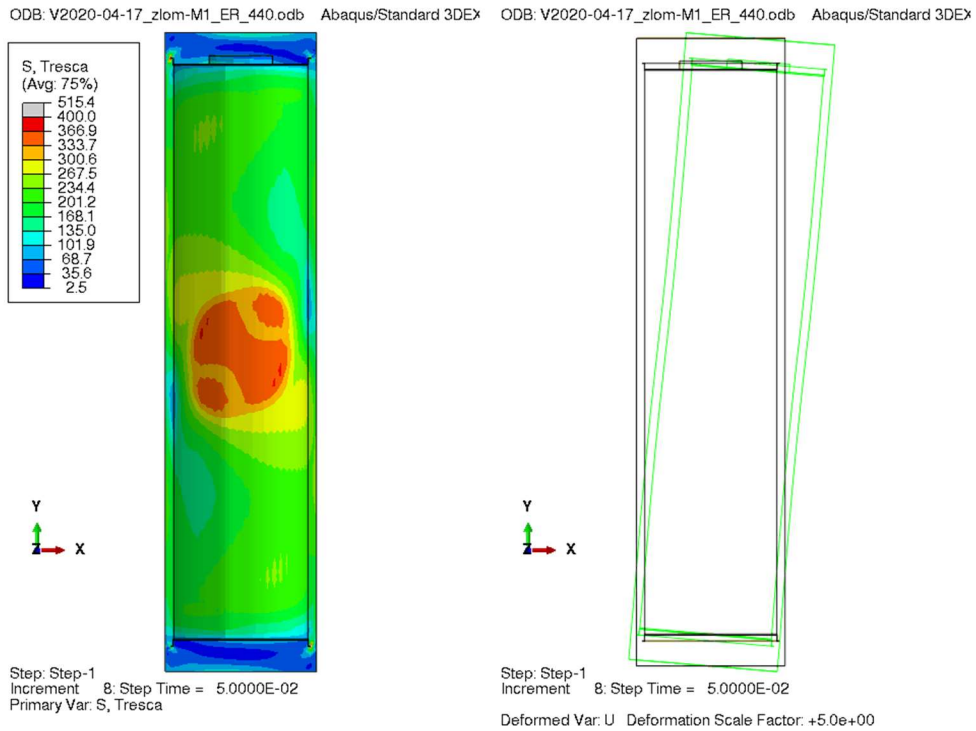 ODB: V2020-04-17_zlom-M1_ER_440.odb Abaqus/Standard 3DEX
S, Tresca
(Avg: 75%)
515.4
400.0
366.9
333.7
300.6
267.5
234.4
201.2
168.1
135.0
101.9
68.7
35.6
2.5
Y
Z X
Step: Step-1
Increment 8: Step Time = 5.0000E-02
Primary Var: S, Tresca
ODB: V2020-04-17_zlom-M1_ER_440.odb Abaqus/Standard 3DEX
Y
Z X
Step: Step-1
Increment 8: Step Time = 5.0000E-02
Deformed Var: U Deformation Scale Factor: +5.0e+00